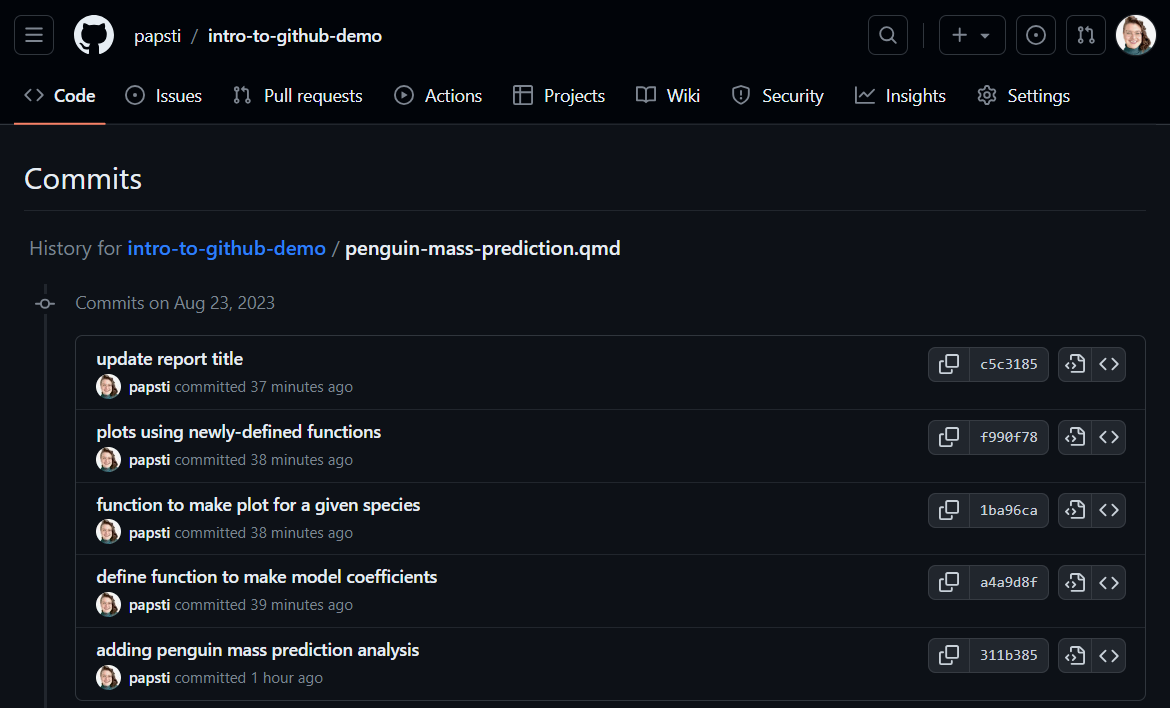 papsti / intro-to-github-demo
Code Issues Pull requests Actions Projects Wiki Security Insights Settings
Commits
History for intro-to-github-demo / penguin-mass-prediction.qmd
Commits on Aug 23, 2023
update report title
papsti committed 37 minutes ago
c5c3185
plots using newly-defined functions
papsti committed 38 minutes ago
f990f78
function to make plot for a given species
papsti committed 38 minutes ago
1ba96ca
define function to make model coefficients
papsti committed 39 minutes ago
a4a9d8f
adding penguin mass prediction analysis
papsti committed 1 hour ago
311b385